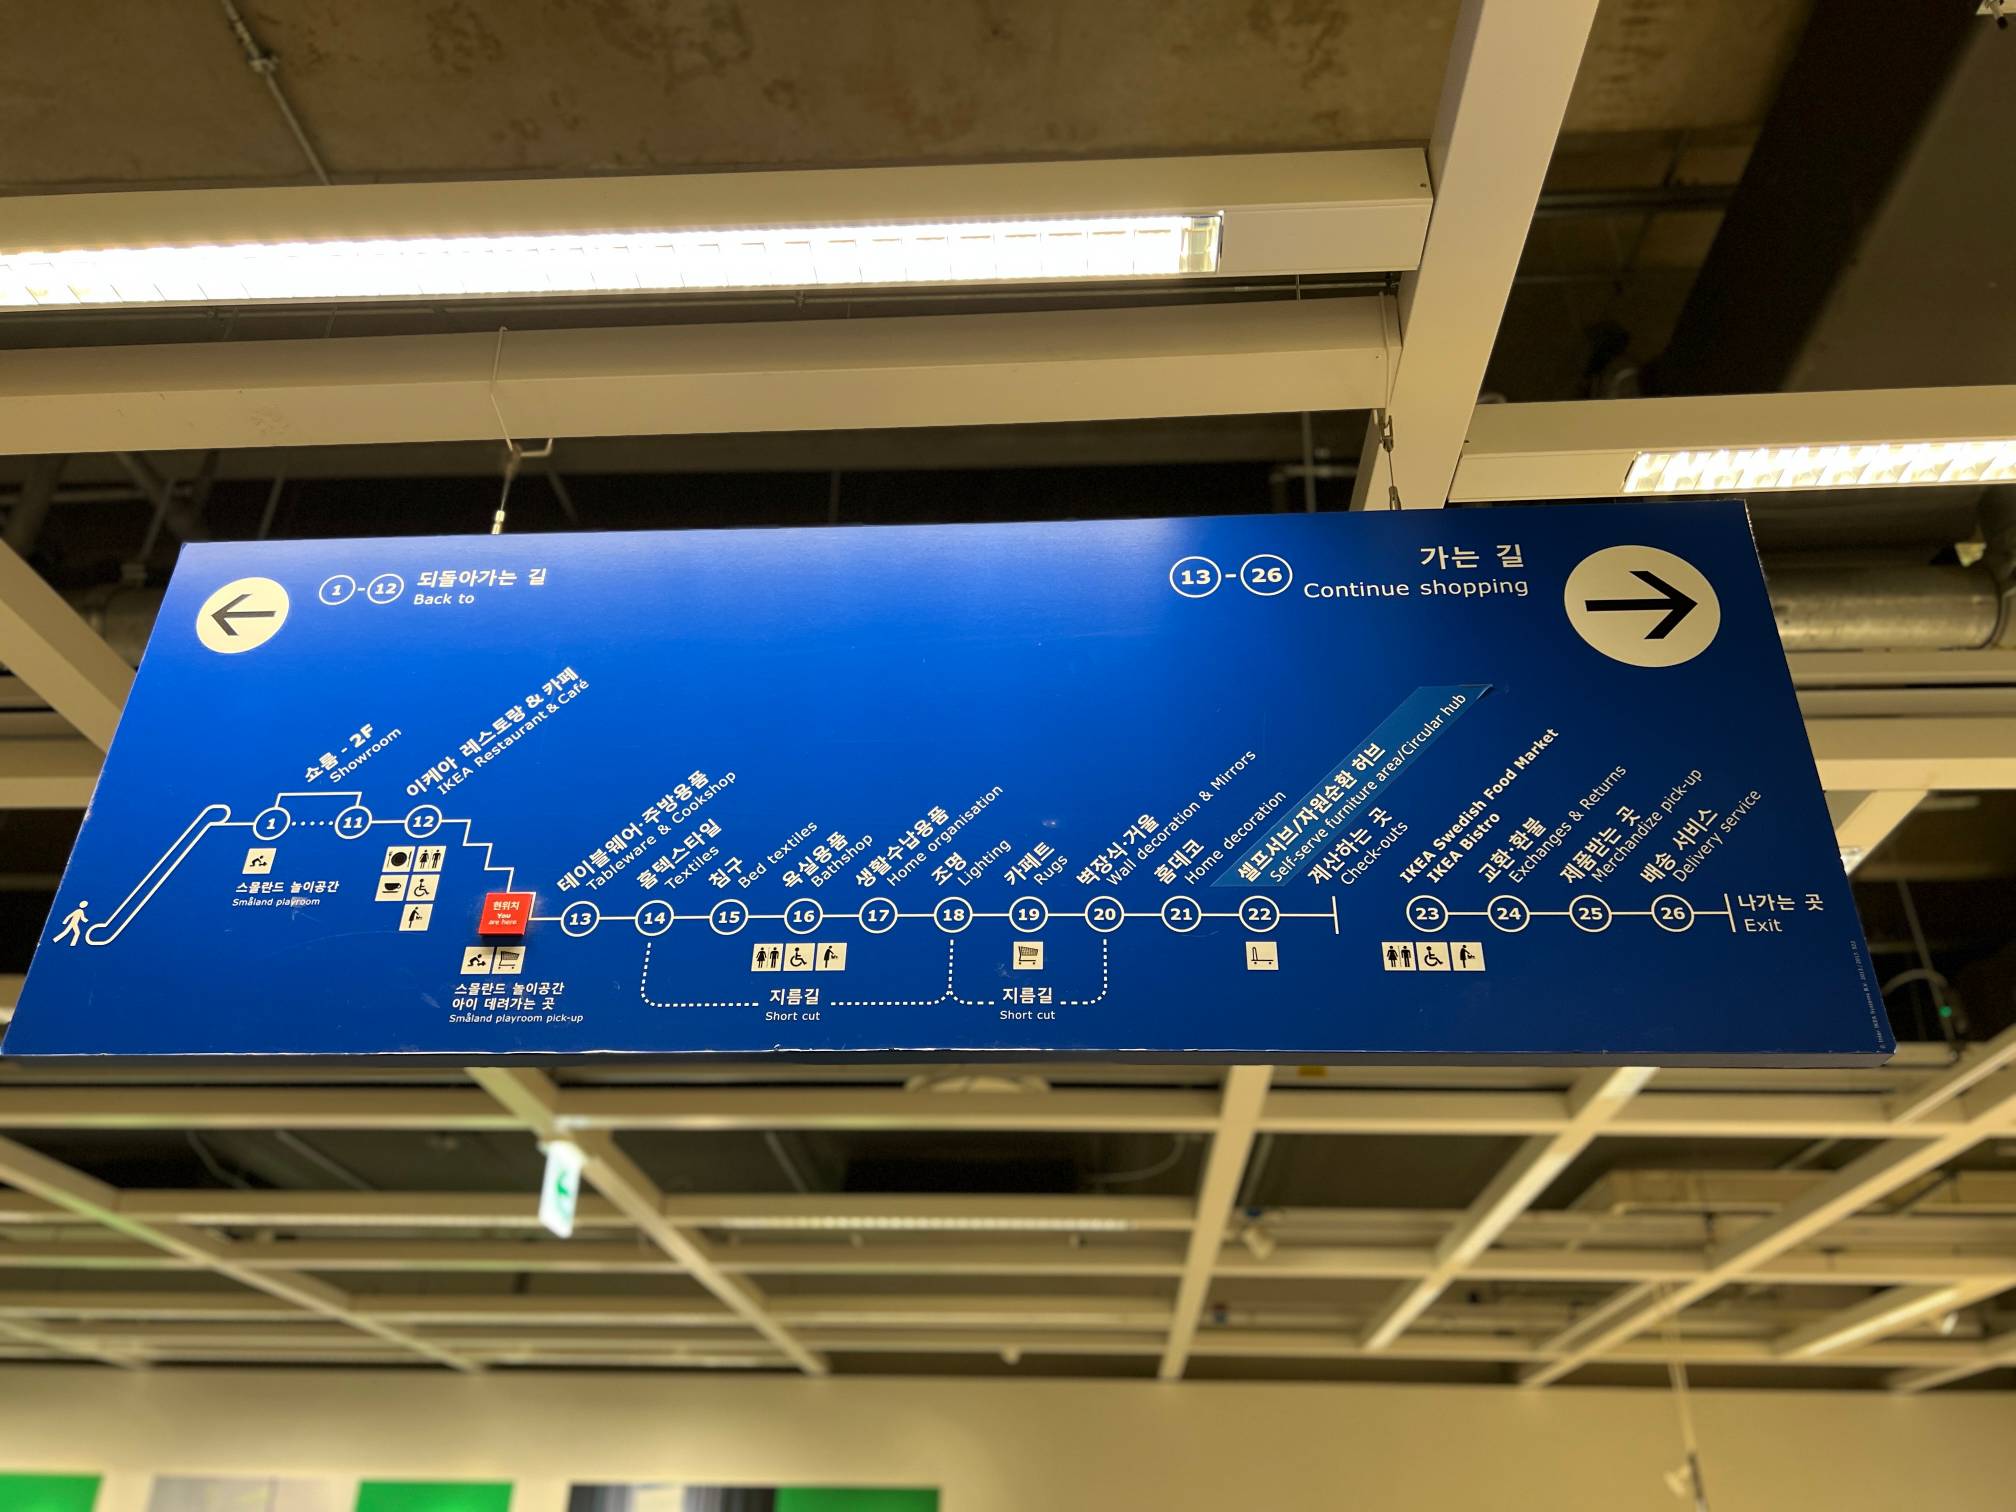 1 - 12 되돌아가는 길
Back to
13 - 26 가는 길
Continue shopping
쇼룸 - 2F
Showroom
1 11
스몰란드 놀이공간
Småland playroom
이케아 레스토랑 & 카페
IKEA Restaurant & Café
12
현위치
You
are here
스몰란드 놀이공간
아이 데려가는 곳
Småland playroom pick-up
테이블웨어·주방용품
Tableware & Cookshop
13
홈텍스타일
Textiles
14
침구
Bed textiles
15
욕실용품
Bathshop
16
생활수납용품
Home organisation
17
조명
Lighting
18
카페트
Rugs
19
벽장식·거울
Wall decoration & Mirrors
20
홈데코
Home decoration
21
셀프서브/자원순환 허브
Self-serve furniture area/Circular hub
22
계산하는 곳
Check-outs
지름길
Short cut
지름길
Short cut
IKEA Swedish Food Market
IKEA Bistro
23
교환·환불
Exchanges & Returns
24
제품받는 곳
Merchandize pick-up
25
배송 서비스
Delivery service
26
나가는 곳
Exit